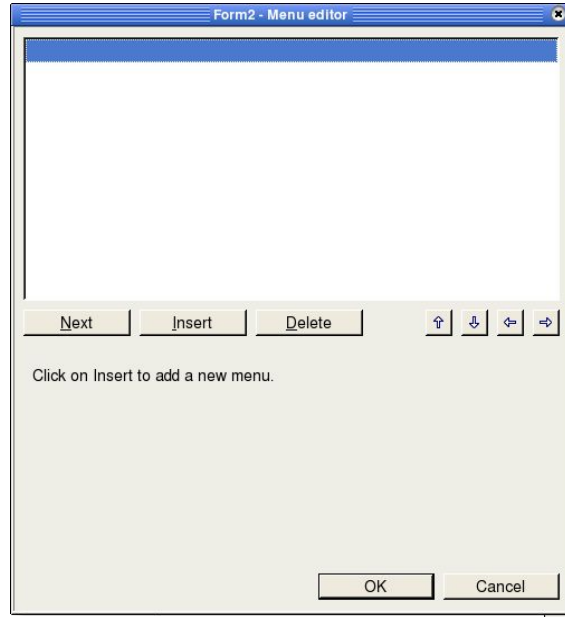 Form2 - Menu editor
Next Insert Delete
Click on Insert to add a new menu.
OK Cancel